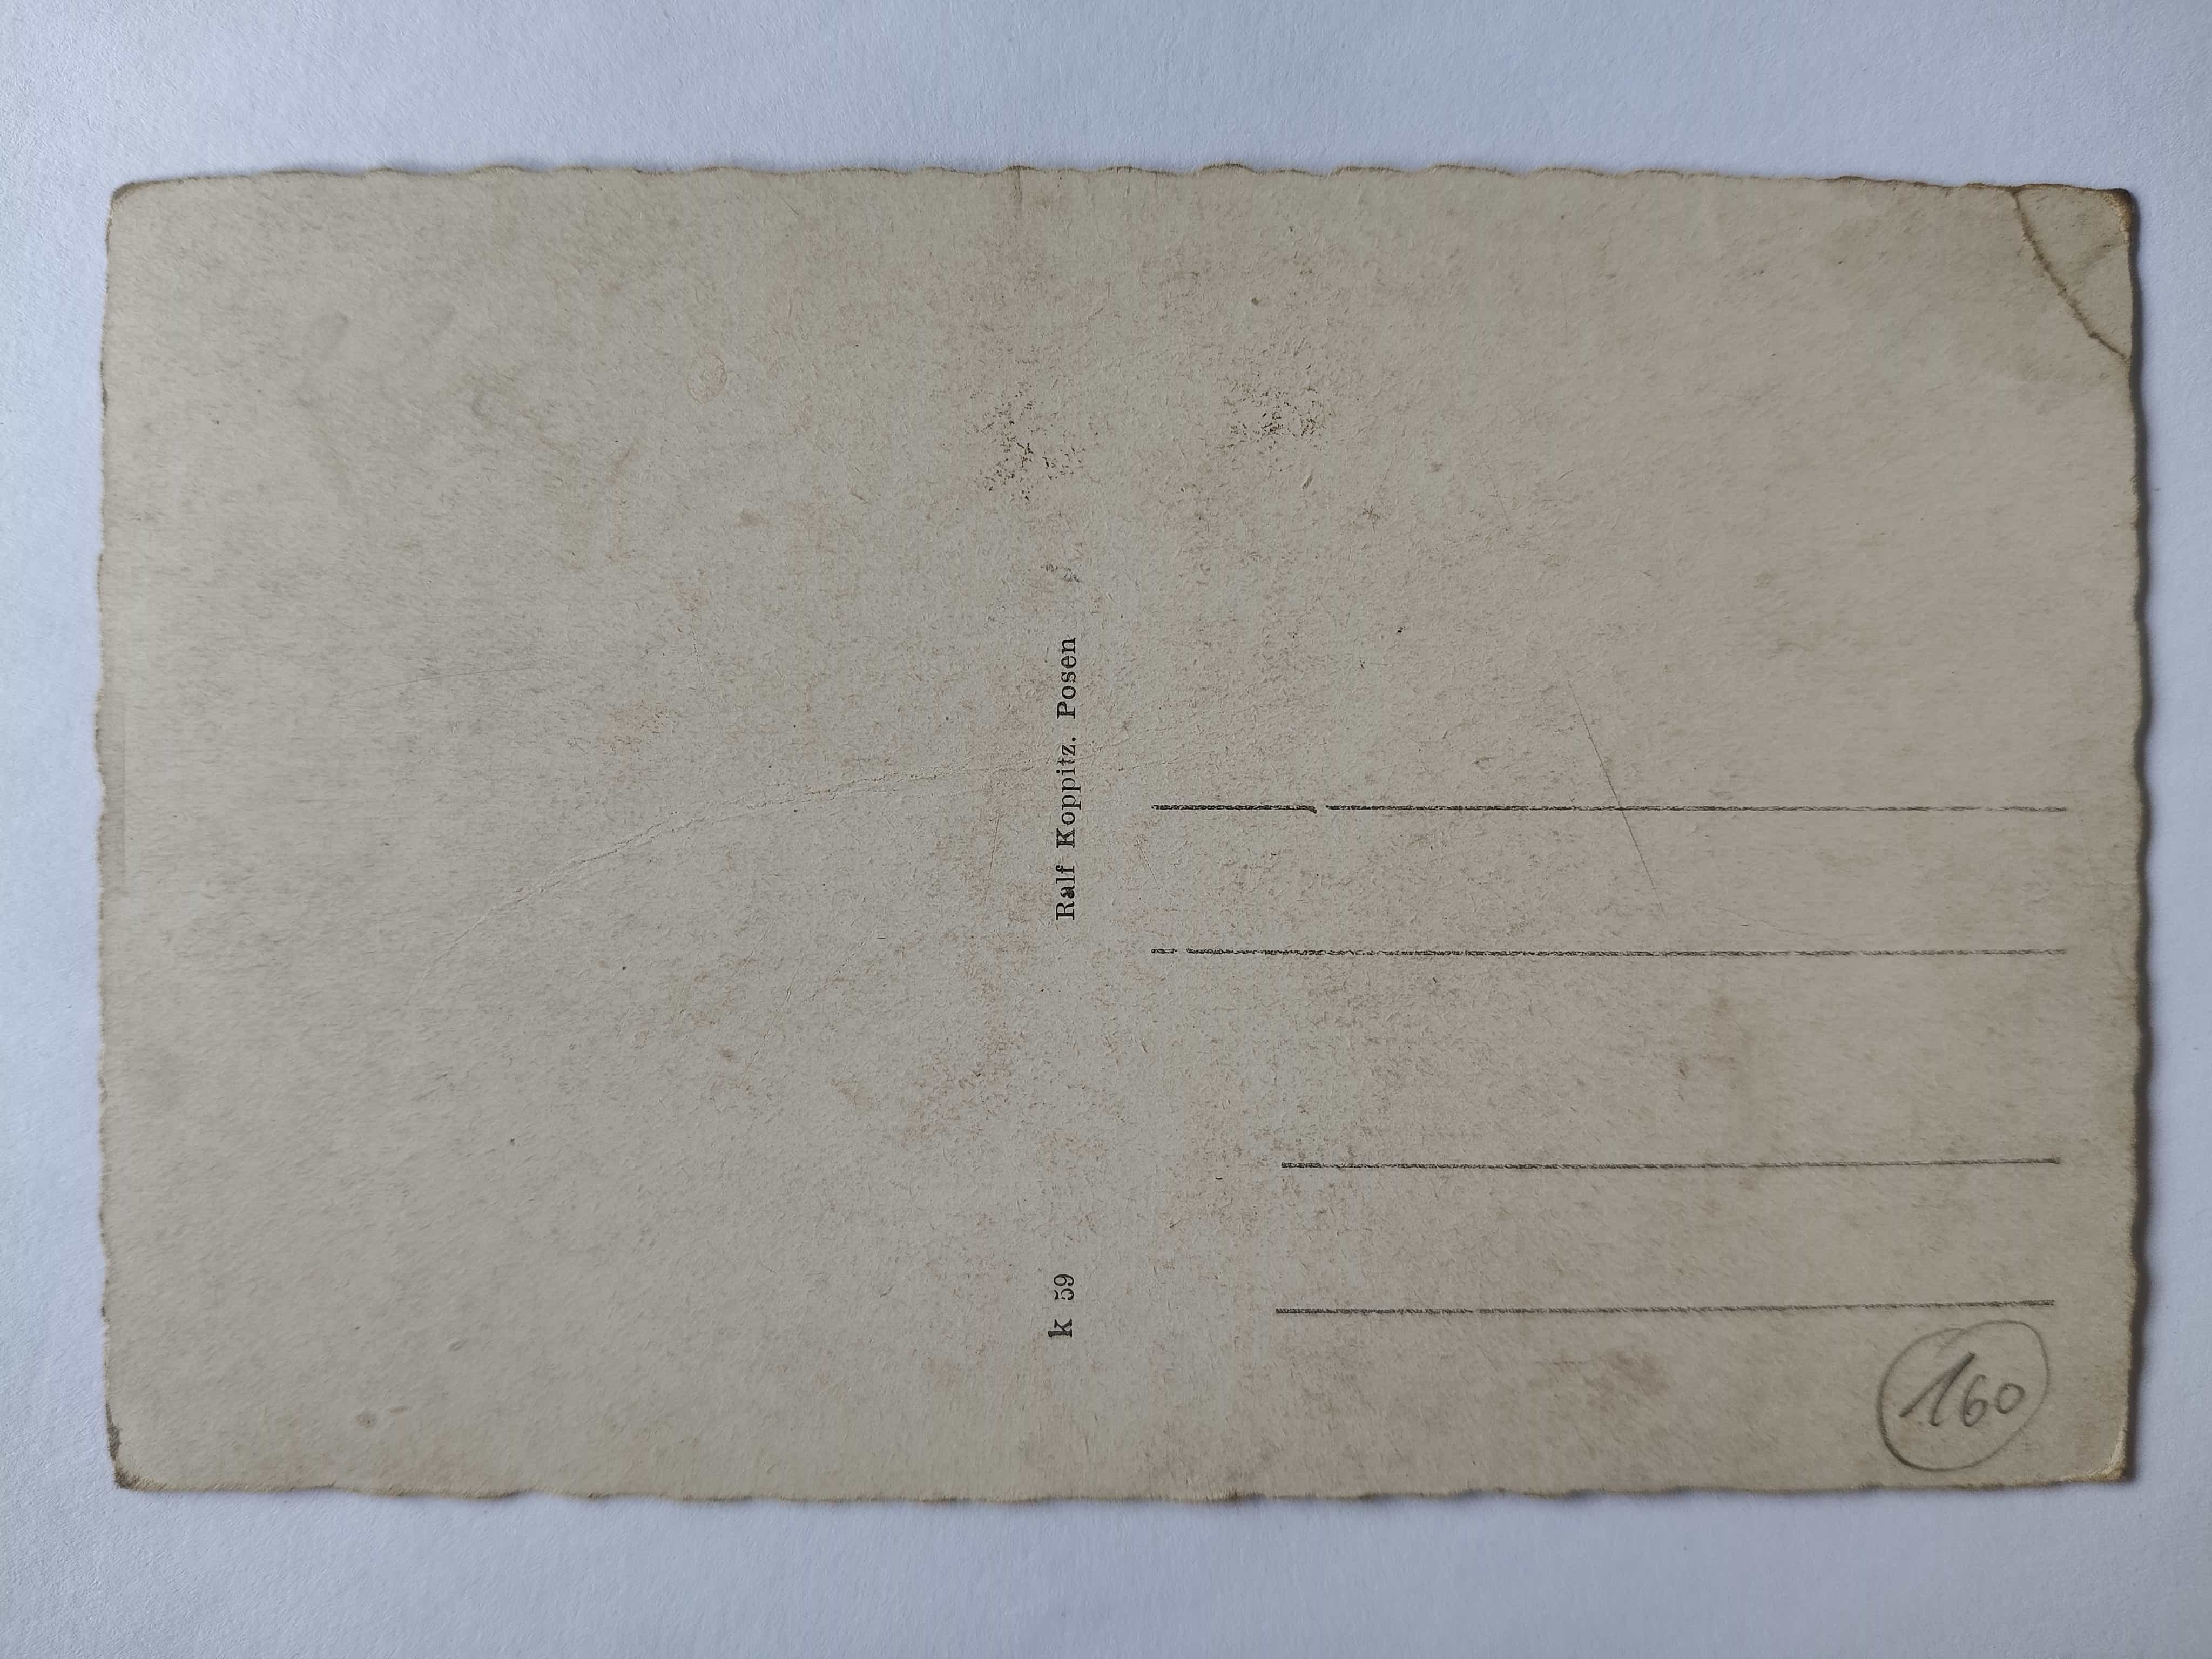 Ralf Koppitz. Posen
k 59
160